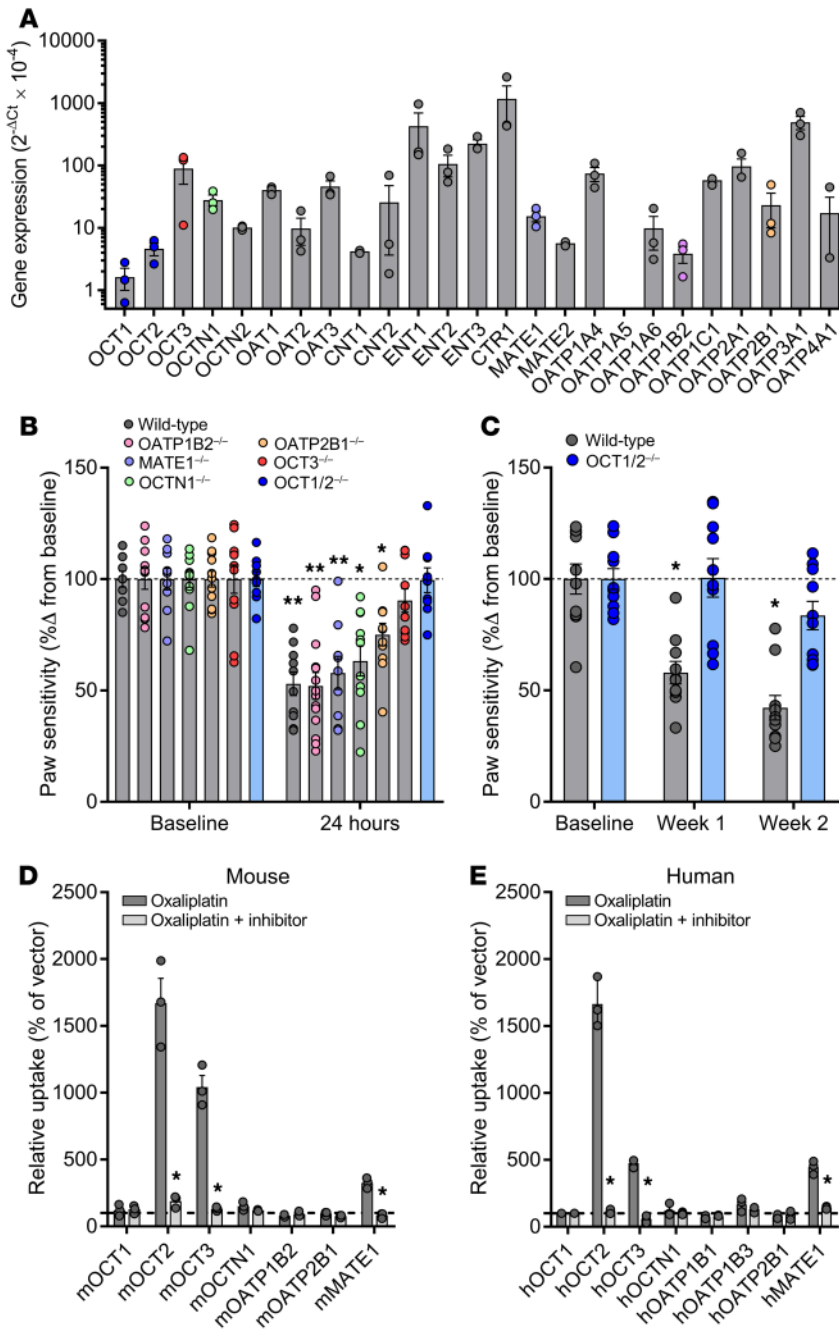 A
Gene expression (2^-ΔCt × 10^-4)
10000
1000
100
10
1
OCT1
OCT2
OCT3
OCTN1
OCTN2
OAT1
OAT2
OAT3
CNT1
CNT2
ENT1
ENT2
ENT3
CTR1
MATE1
MATE2
OATP1A4
OATP1A5
OATP1A6
OATP1B2
OATP1C1
OATP2A1
OATP2B1
OATP3A1
OATP4A1
B
Wild-type
OATP1B2–/–
OATP2B1–/–
MATE1–/–
OCT3–/–
OCTN1–/–
OCT1/2–/–
Paw sensitivity (%Δ from baseline)
150
100
50
0
**
**
**
*
*
Baseline
24 hours
C
Wild-type
OCT1/2–/–
Paw sensitivity (%Δ from baseline)
150
100
50
0
*
*
Baseline
Week 1
Week 2
D
Mouse
Oxaliplatin
Oxaliplatin + inhibitor
Relative uptake (% of vector)
2500
2000
1500
1000
500
0
*
*
*
mOCT1
mOCT2
mOCT3
mOCTN1
mOATP1B2
mOATP2B1
mMATE1
E
Human
Oxaliplatin
Oxaliplatin + inhibitor
Relative uptake (% of vector)
2500
2000
1500
1000
500
0
*
*
*
hOCT1
hOCT2
hOCT3
hOCTN1
hOATP1B1
hOATP1B3
hOATP2B1
hMATE1